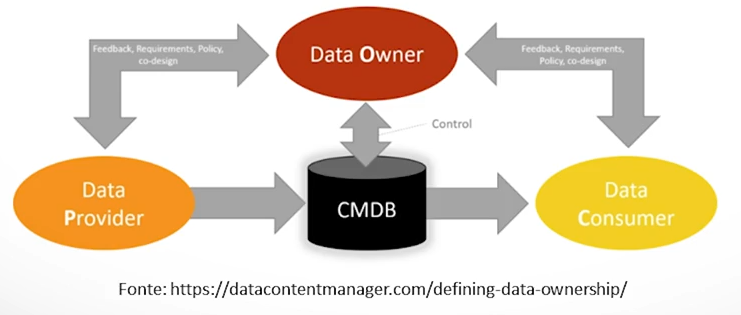 Feedback, Requirements, Policy,
co-design
Data Owner
Feedback, Requirements,
Policy, co-design
Control
Data
Provider
CMDB
Data
Consumer
Fonte: https://datacontentmanager.com/defining-data-ownership/